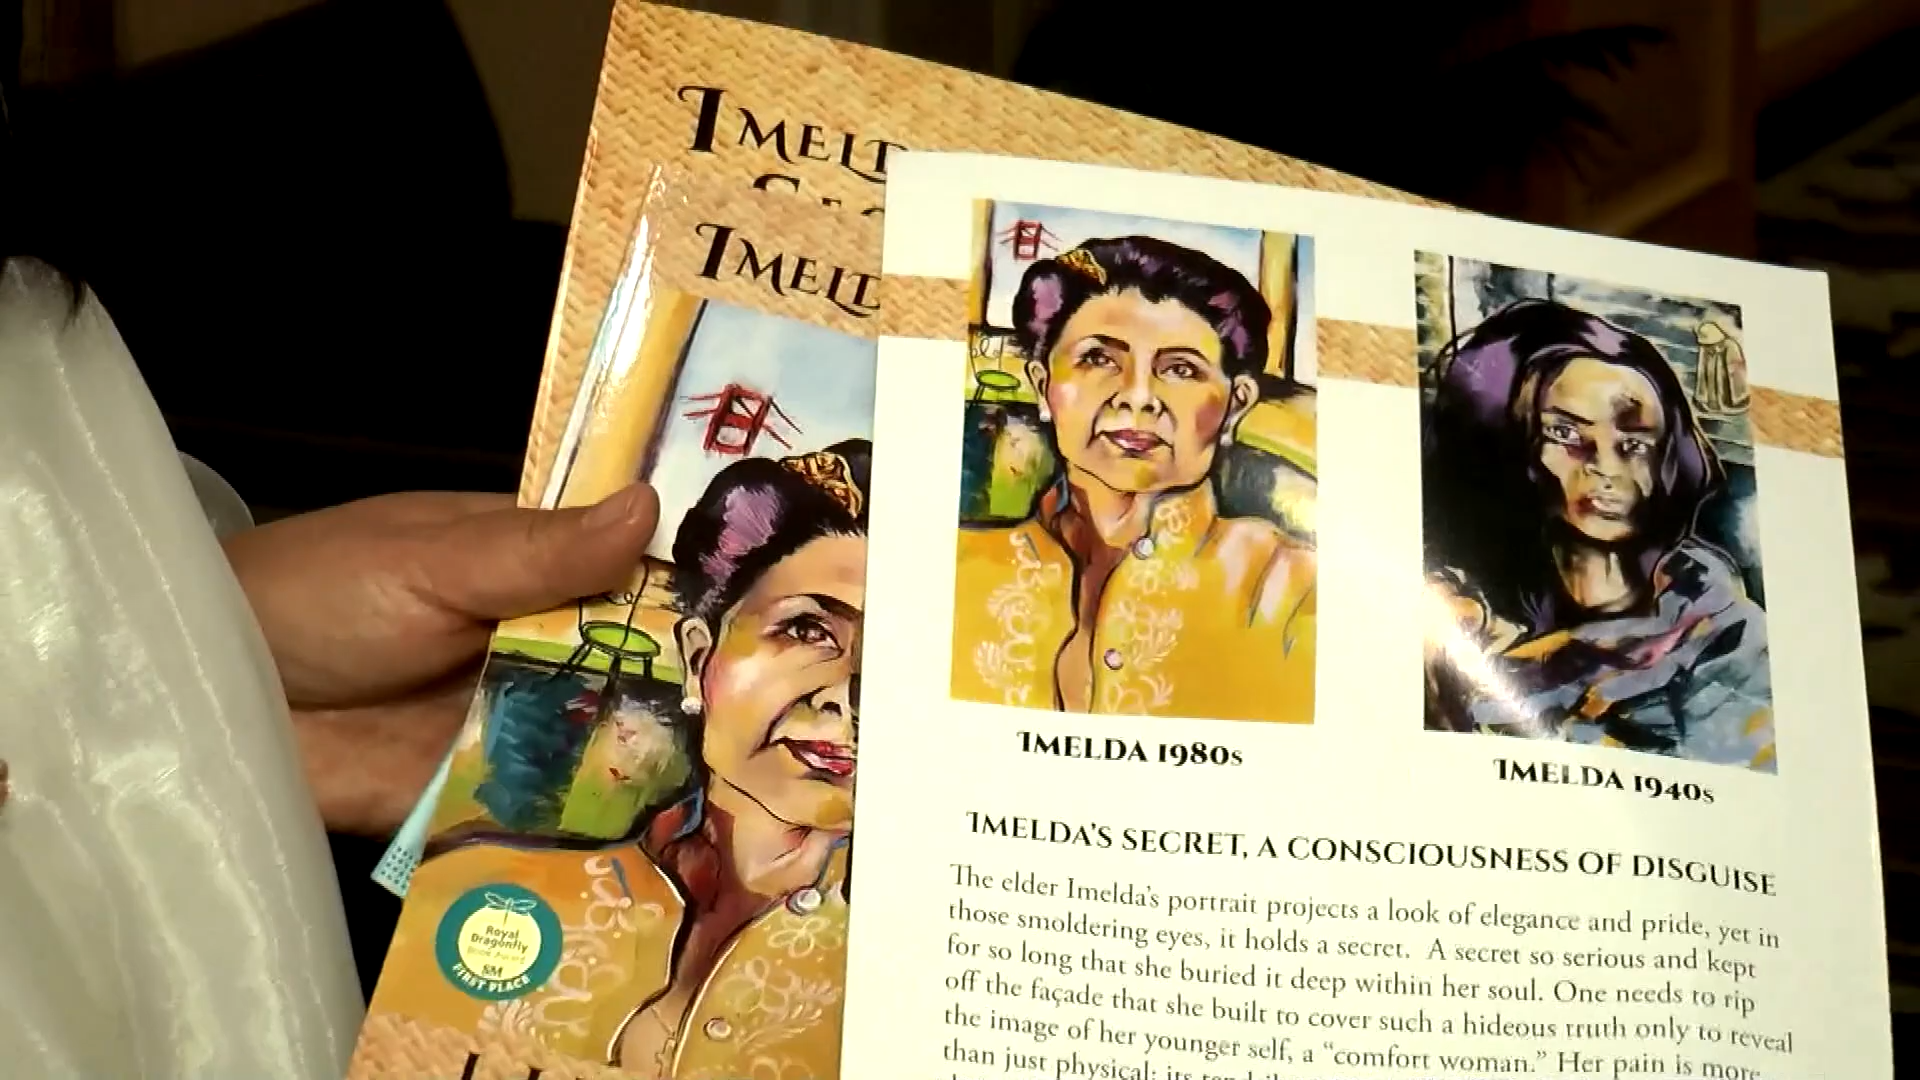 IMELD
SEC
IMELD
IMELDA 1980s
IMELDA 1940s
IMELDA'S SECRET, A CONSCIOUSNESS OF DISGUISE
The elder Imelda's portrait projects a look of elegance and pride, yet in
those smoldering eyes, it holds a secret. A secret so serious and kept
for so long that she buried it deep within her soul. One needs to rip
off the façade that she built to cover such a hideous truth only to reveal
the image of her younger self, a “comfort woman.” Her pain is more
than just physical; its
Royal
Dragonfly
Book Award
FIRST PLACE